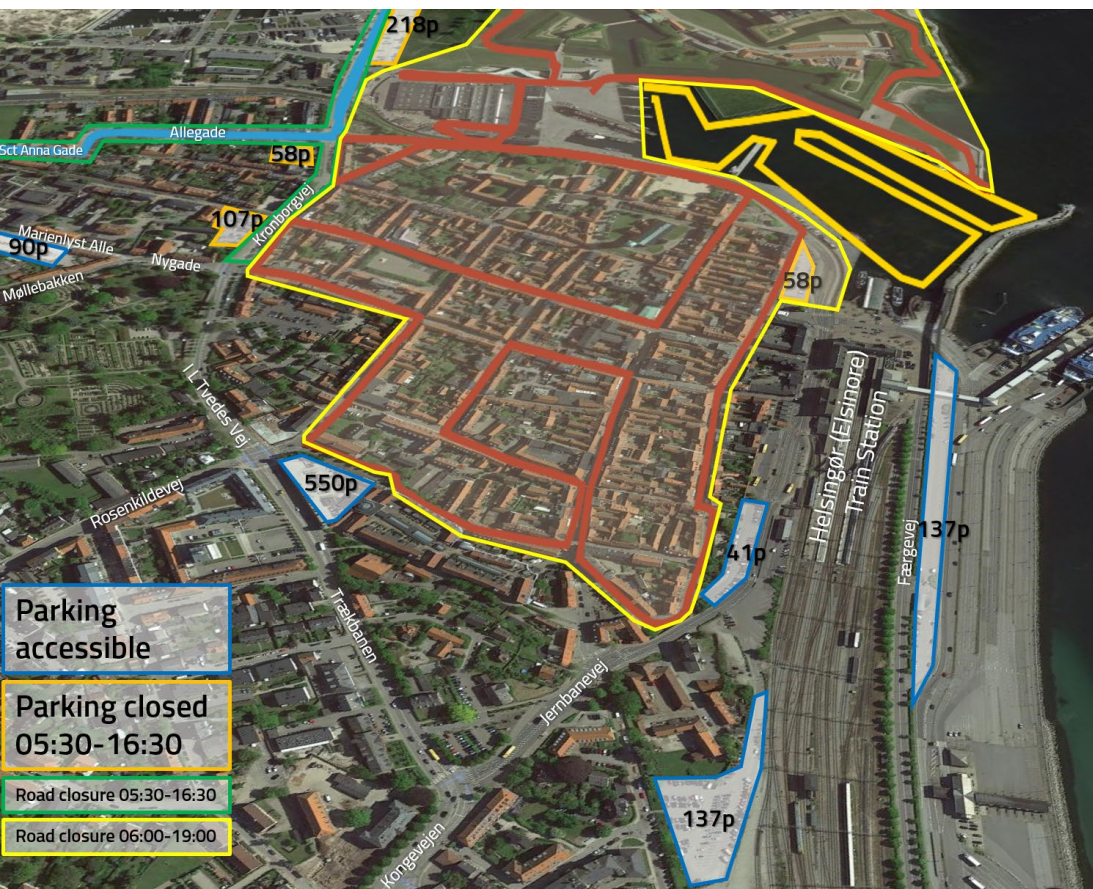 218p
Allegade
Sct Anna Gade
58p
107p
Kronborgvej
Marienlyst Alle
90p
Nygade
Møllebakken
58p
I L Tvedes Vej
Helsingør (Elsinore)
Train Station
550p
Rosenkildevej
41p
Færgevej
137p
Trækbanen
Jernbanevej
137p
Kongevejen
Parking
accessible
Parking closed
05:30-16:30
Road closure 05:30-16:30
Road closure 06:00-19:00